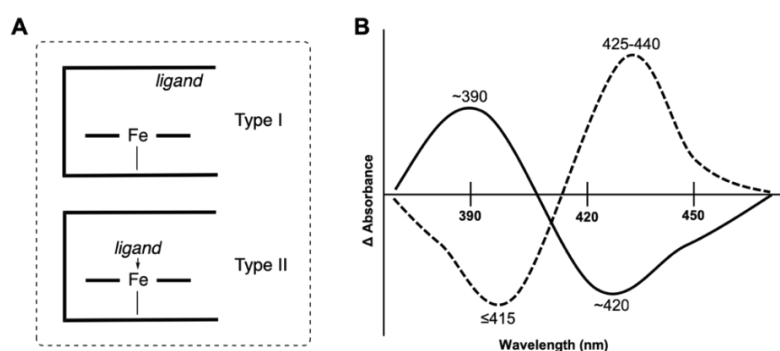 A
ligand
Fe
Type I
ligand
Fe
Type II
B
425-440
~390
Δ Absorbance
390
420
450
≤415
~420
Wavelength (nm)